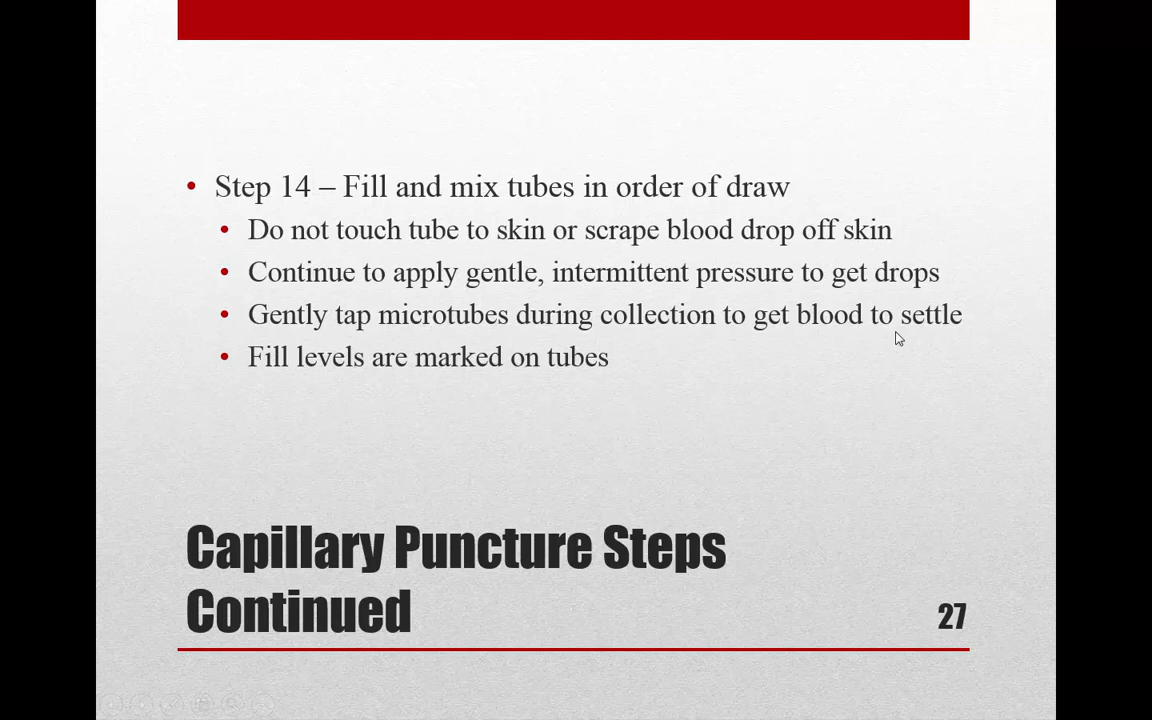 • Step 14 – Fill and mix tubes in order of draw
• Do not touch tube to skin or scrape blood drop off skin
• Continue to apply gentle, intermittent pressure to get drops
• Gently tap microtubes during collection to get blood to settle
• Fill levels are marked on tubes
Capillary Puncture Steps
Continued
27